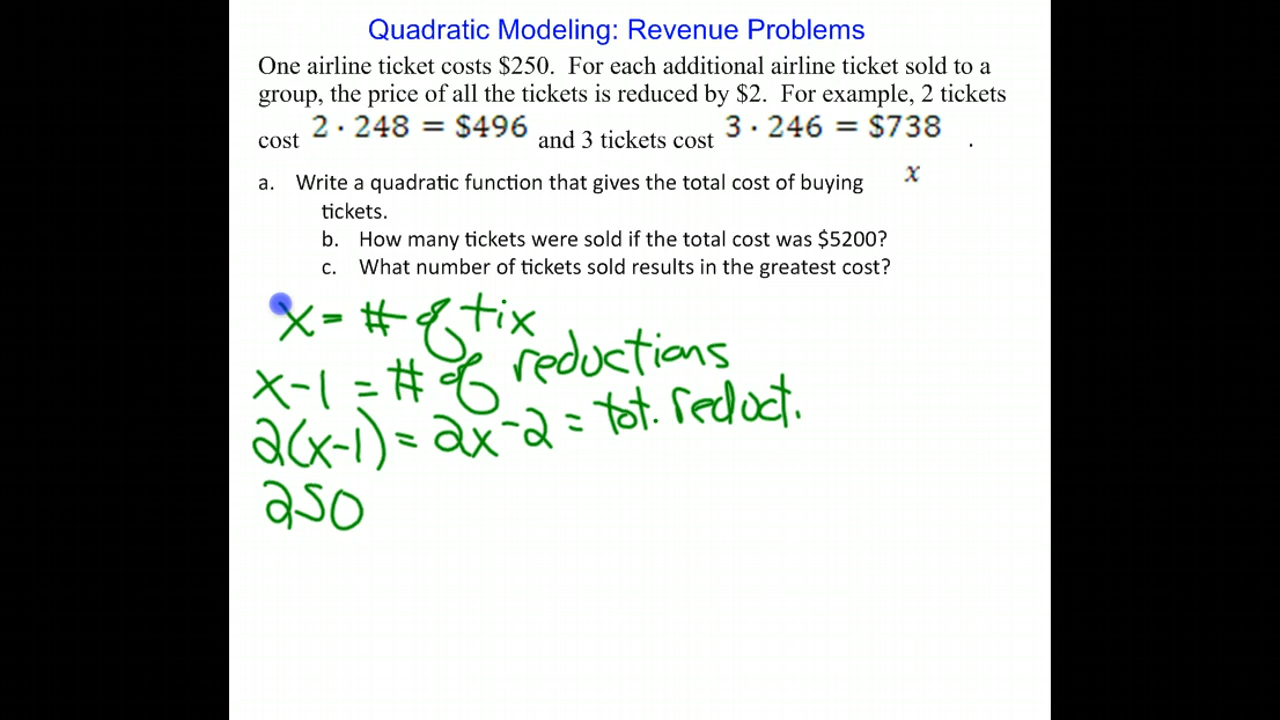 Quadratic Modeling: Revenue Problems
One airline ticket costs $250. For each additional airline ticket sold to a
group, the price of all the tickets is reduced by $2. For example, 2 tickets
cost 2 · 248 = $496 and 3 tickets cost 3 · 246 = $738 .
a. Write a quadratic function that gives the total cost of buying x
tickets.
b. How many tickets were sold if the total cost was $5200?
c. What number of tickets sold results in the greatest cost?
x = # of tix
x-1 = # of reductions
2(x-1) = 2x-2 = tot. reduct.
250